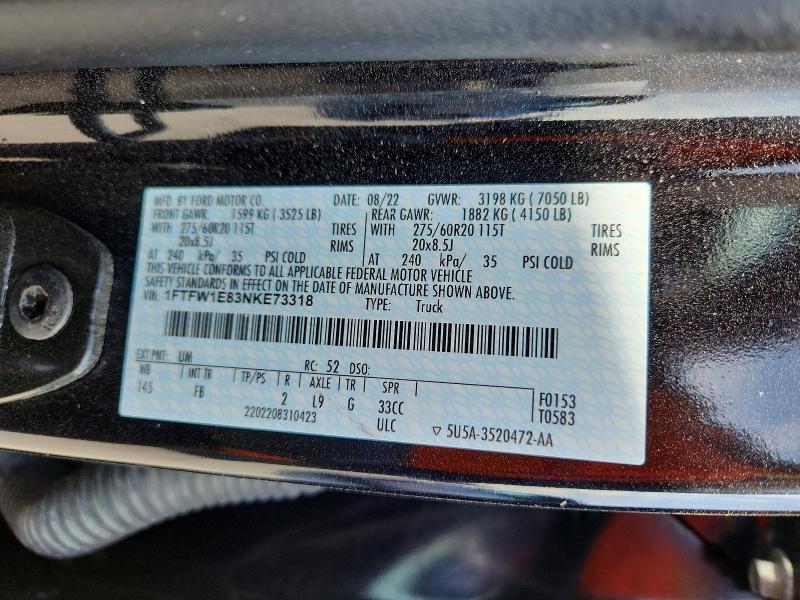 MFD. BY FORD MOTOR CO. DATE: 08/22 GVWR: 3198 KG ( 7050 LB)
FRONT GAWR: 1599 KG ( 3525 LB) REAR GAWR: 1882 KG ( 4150 LB)
WITH 275/60R20 115T TIRES WITH 275/60R20 115T TIRES
20x8.5J RIMS 20x8.5J RIMS
AT 240 kPa/ 35 PSI COLD AT 240 kPa/ 35 PSI COLD
THIS VEHICLE CONFORMS TO ALL APPLICABLE FEDERAL MOTOR VEHICLE
SAFETY STANDARDS IN EFFECT ON THE DATE OF MANUFACTURE SHOWN ABOVE.
VIN: 1FTFW1E83NKE73318 TYPE: Truck
EXT PNT: UM RC: 52 DSO:
WB INT TR TP/PS R AXLE TR SPR F0153
145 FB 2 L9 G 33CC T0583
2202208310423 ULC ▽ 5U5A-3520472-AA